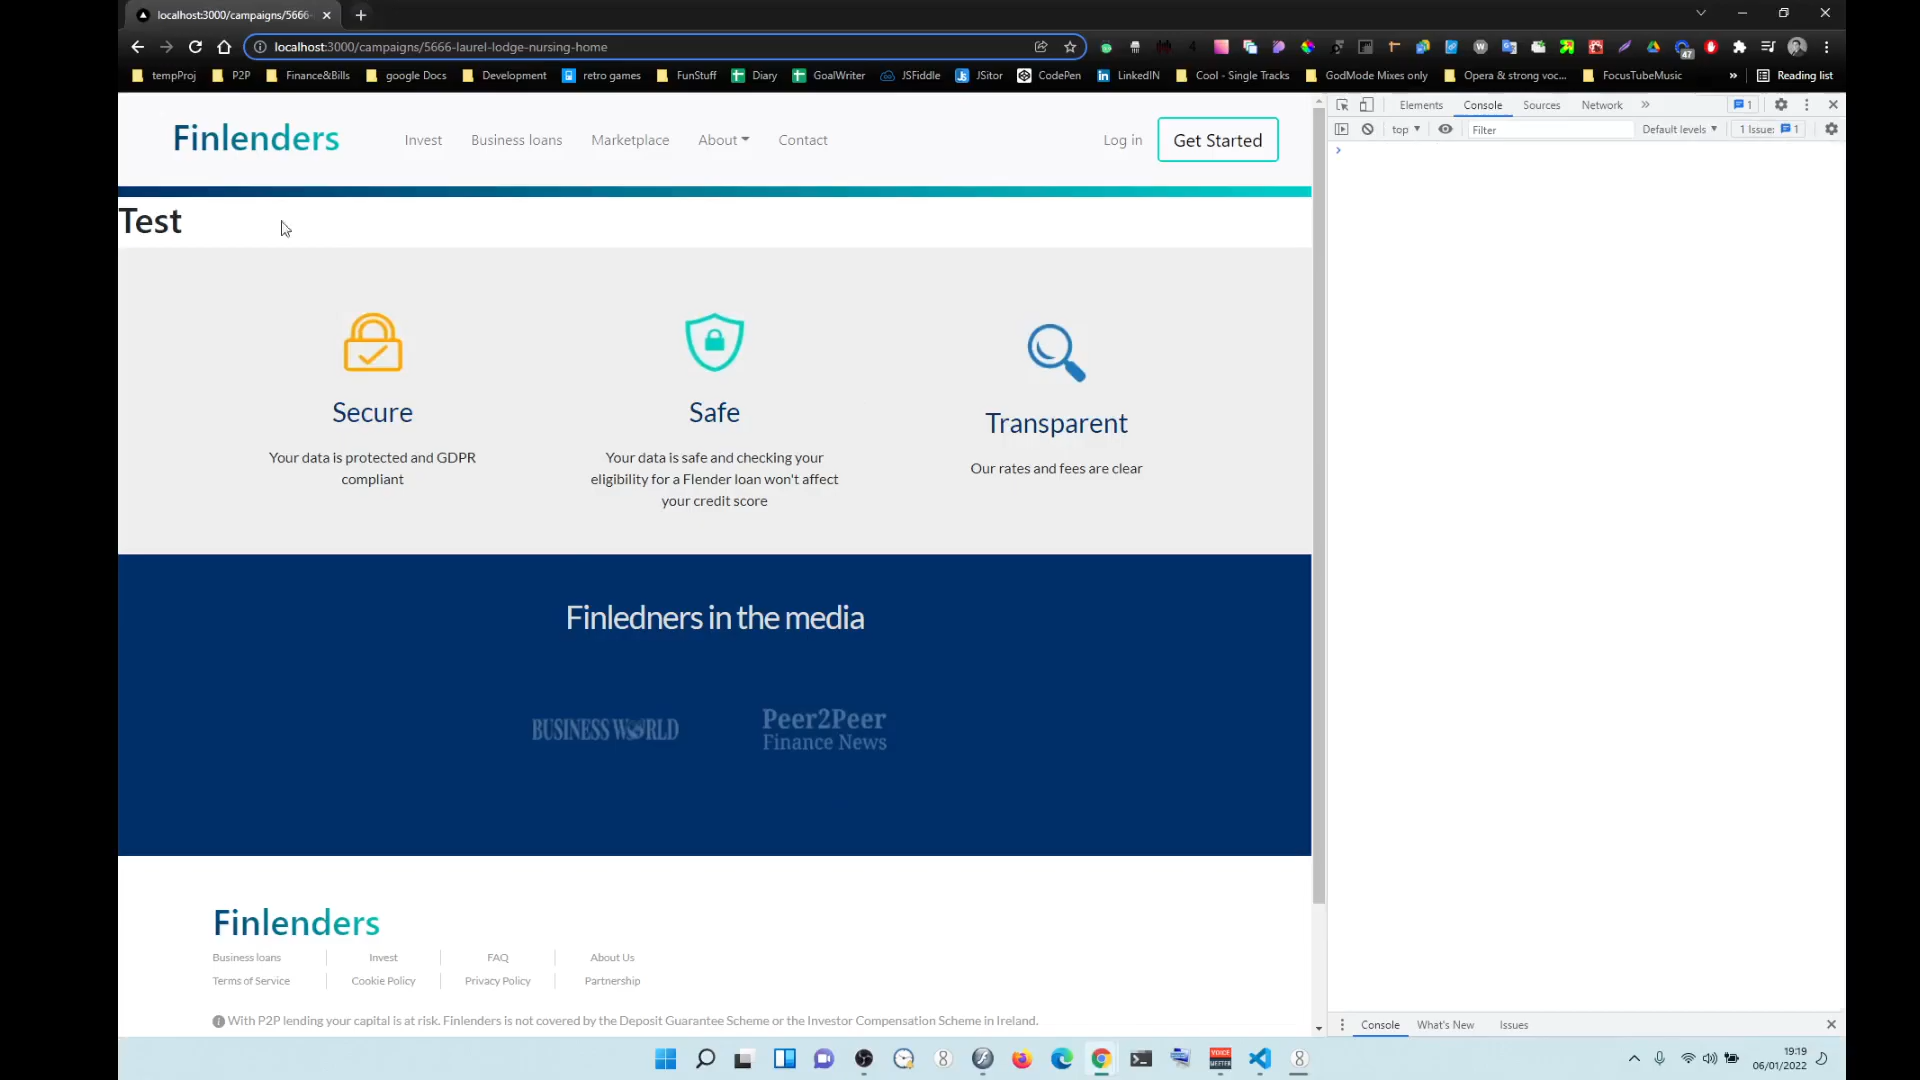 localhost:3000/campaigns/5666-
localhost:3000/campaigns/5666-laurel-lodge-nursing-home
47
tempProj P2P Finance&Bills google Docs Development retro games FunStuff Diary GoalWriter JSFiddle JSitor CodePen LinkedIN Cool - Single Tracks GodMode Mixes only Opera & strong voc... FocusTubeMusic » Reading list
Elements Console Sources Network » 1
top Filter Default levels 1 Issue: 1
Finlenders Invest Business loans Marketplace About Contact Log in Get Started
Test
Secure
Your data is protected and GDPR
compliant
Safe
Your data is safe and checking your
eligibility for a Flender loan won't affect
your credit score
Transparent
Our rates and fees are clear
Finledners in the media
BUSINESS WORLD
Peer2Peer
Finance News
Finlenders
Business loans Invest FAQ About Us
Terms of Service Cookie Policy Privacy Policy Partnership
With P2P lending your capital is at risk. Finlenders is not covered by the Deposit Guarantee Scheme or the Investor Compensation Scheme in Ireland.
Console What's New Issues
19:19
06/01/2022